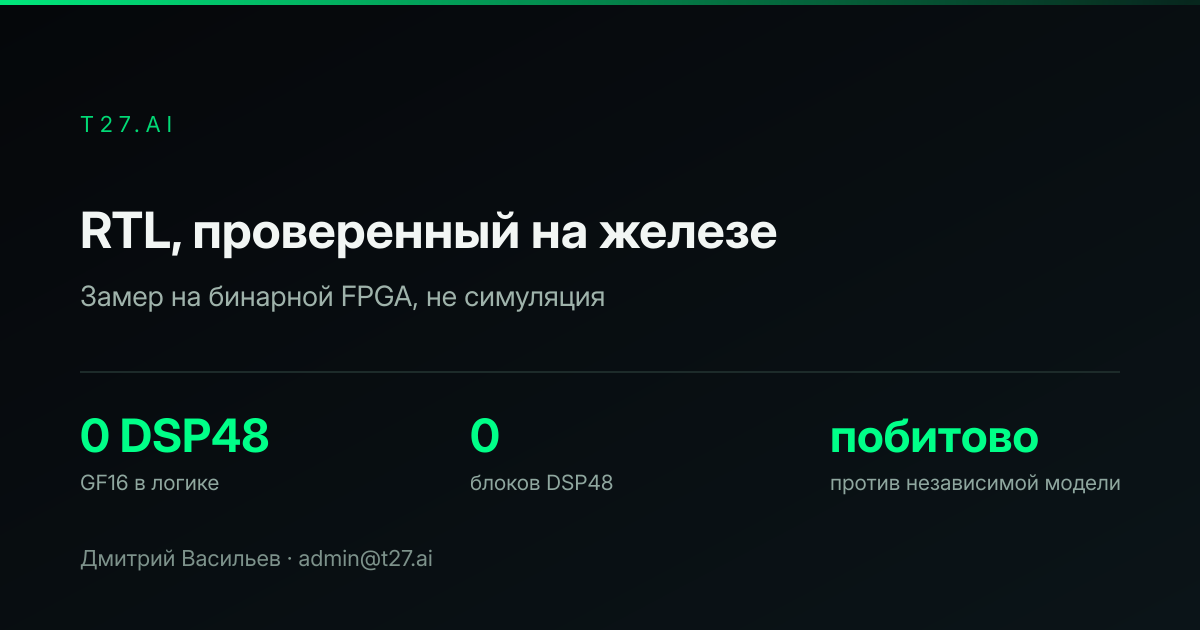 T27.AI
RTL, проверенный на железе
Замер на бинарной FPGA, не симуляция
0 DSP48
GF16 в логике
0
блоков DSP48
побитово
против независимой модели
Дмитрий Васильев · admin@t27.ai